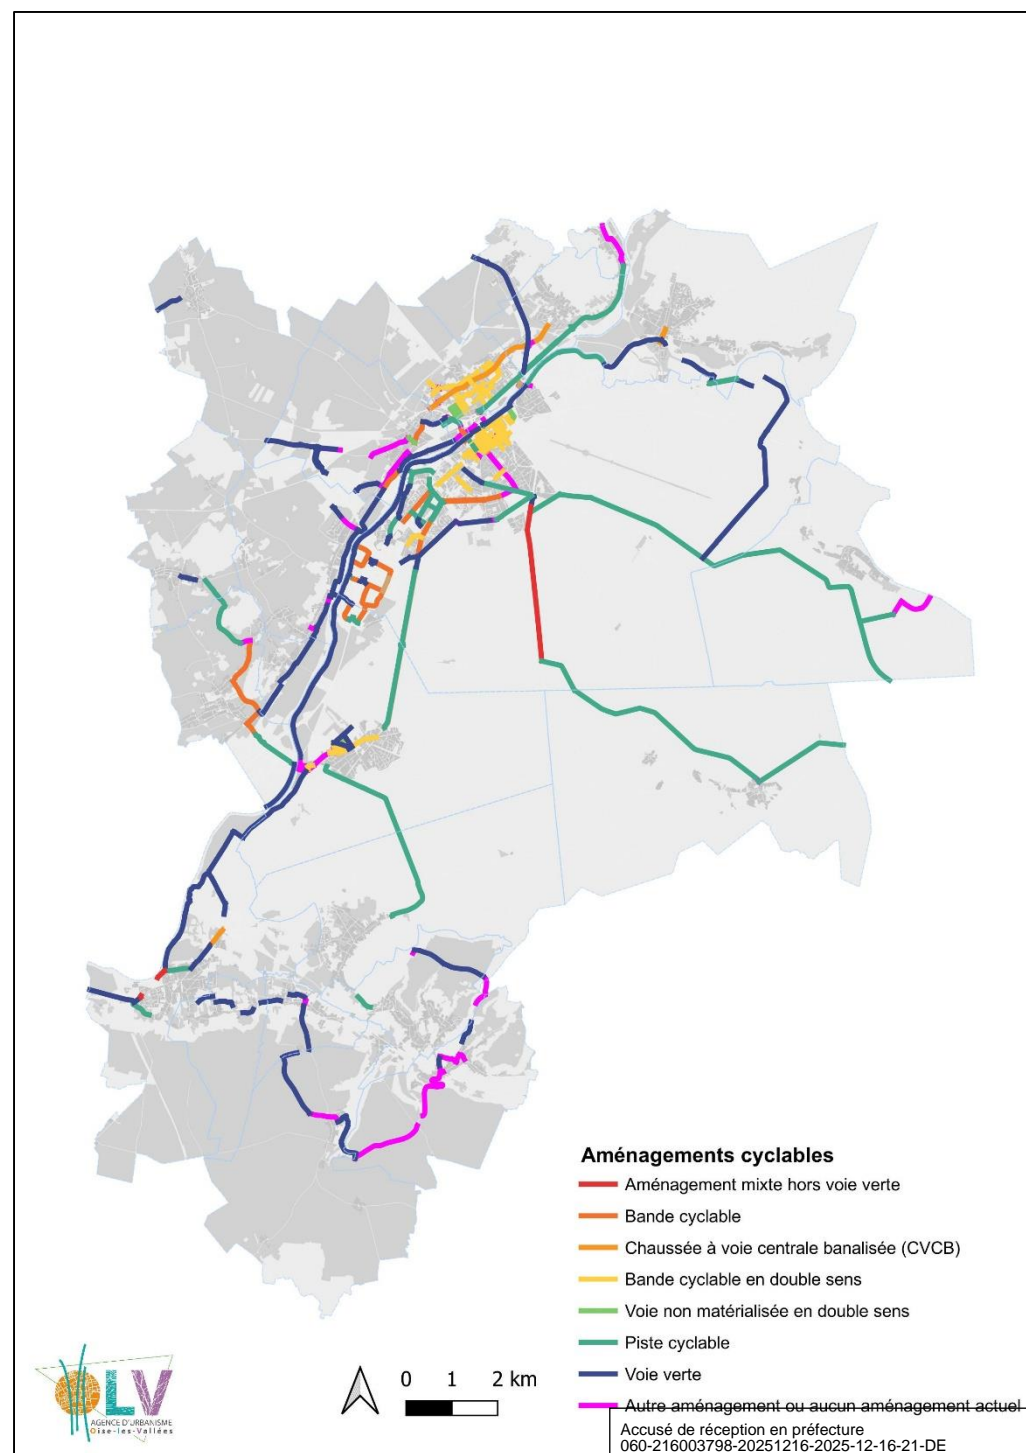 Aménagements cyclables
Aménagement mixte hors voie verte
Bande cyclable
Chaussée à voie centrale banalisée (CVCB)
Bande cyclable en double sens
Voie non matérialisée en double sens
Piste cyclable
Voie verte
Autre aménagement ou aucun aménagement actuel
OLV
AGENCE D'URBANISME
Oise-les-Vallées
0 1 2 km
Accusé de réception en préfecture
060-216003798-20251216-2025-12-16-21-DE